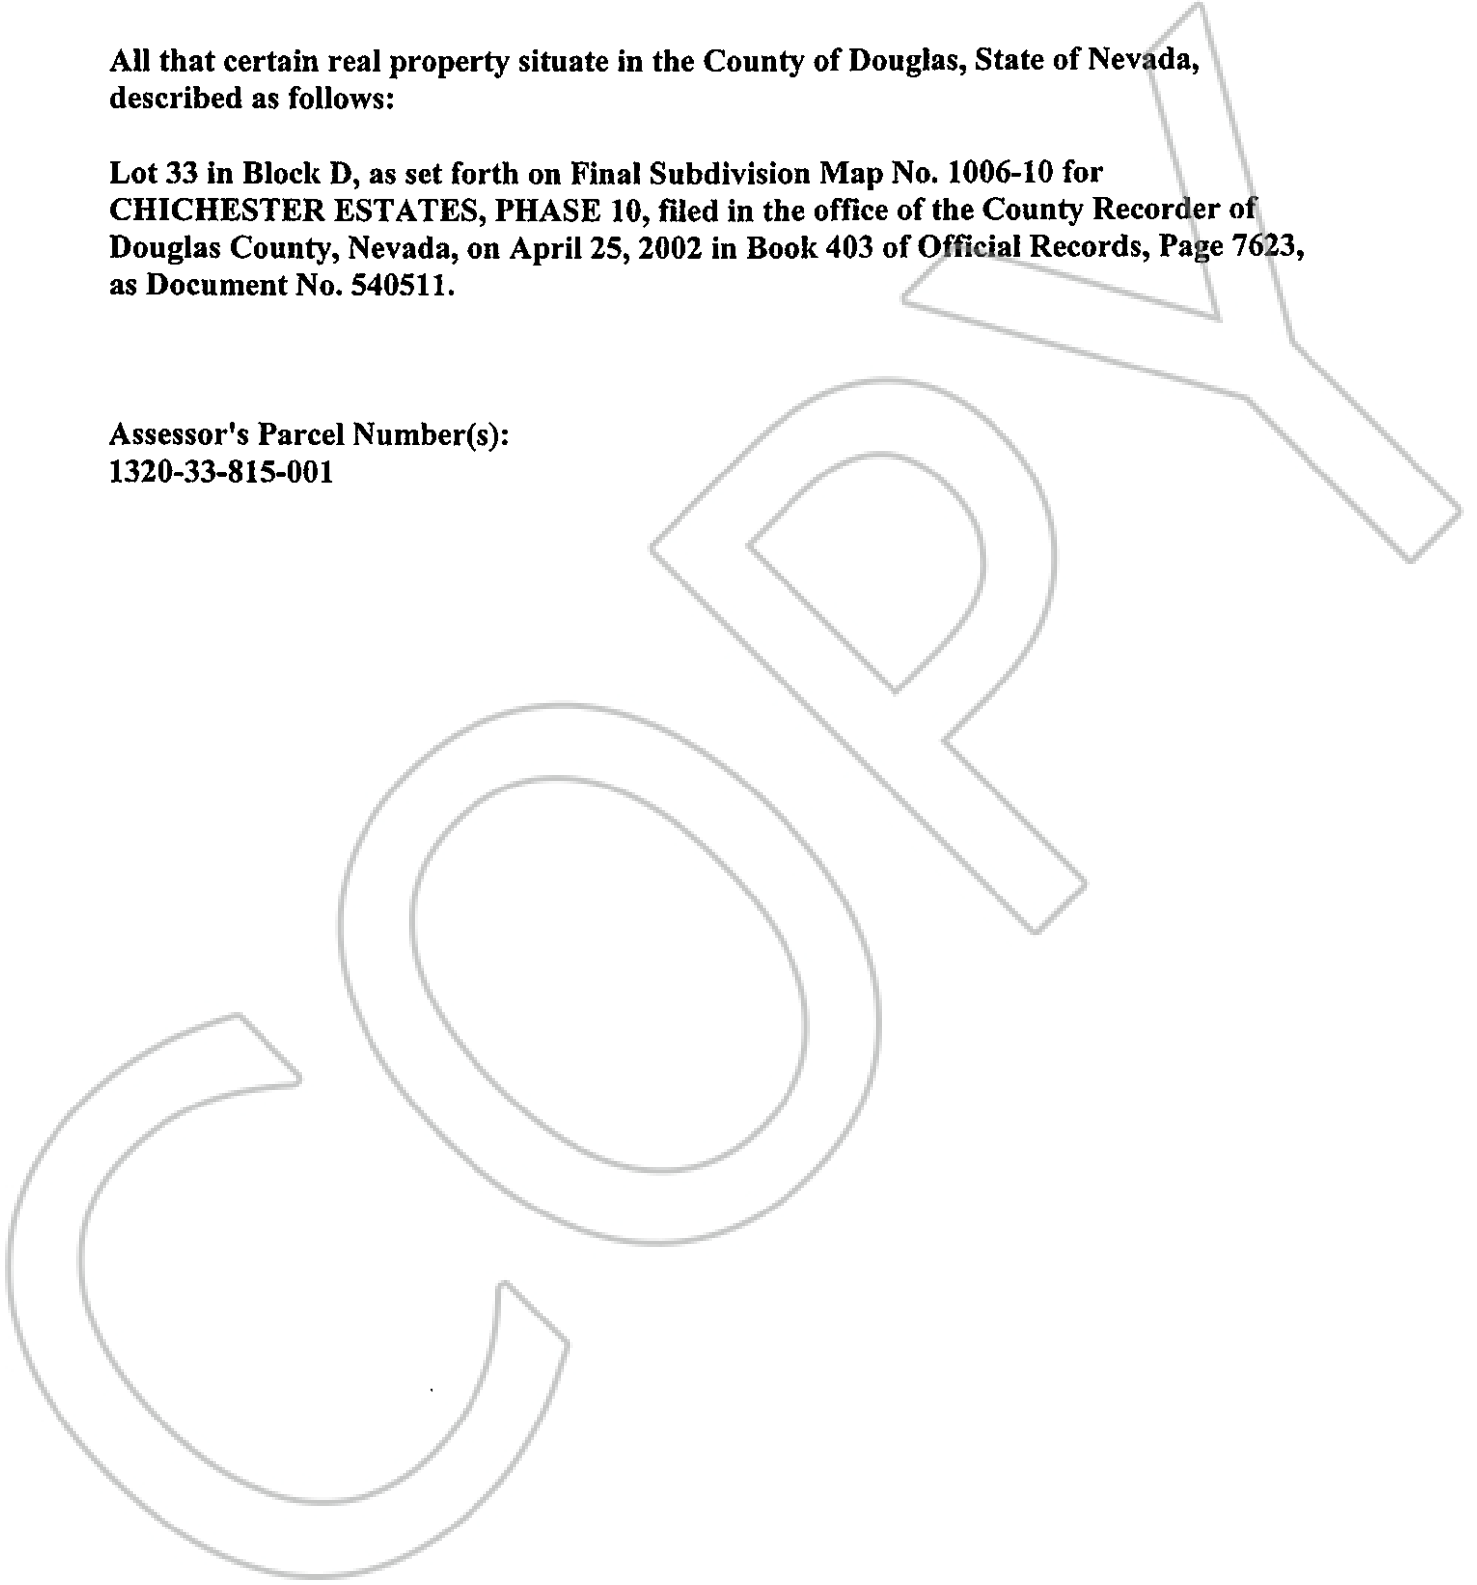 All that certain real property situate in the County of Douglas, State of Nevada,
described as follows:
Lot 33 in Block D, as set forth on Final Subdivision Map No. 1006-10 for
CHICHESTER ESTATES, PHASE 10, filed in the office of the County Recorder of
Douglas County, Nevada, on April 25, 2002 in Book 403 of Official Records, Page 7623,
as Document No. 540511.
Assessor's Parcel Number(s):
1320-33-815-001
COPY